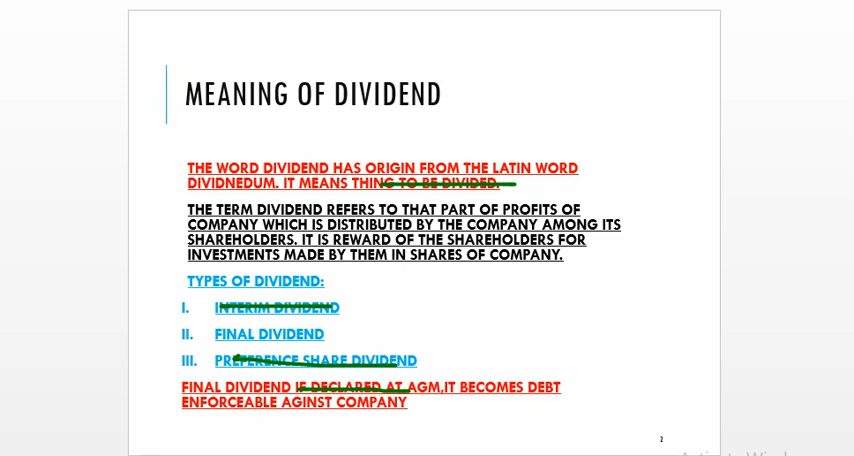 MEANING OF DIVIDEND
THE WORD DIVIDEND HAS ORIGIN FROM THE LATIN WORD
DIVIDNEDUM. IT MEANS THING TO BE DIVIDED.
THE TERM DIVIDEND REFERS TO THAT PART OF PROFITS OF
COMPANY WHICH IS DISTRIBUTED BY THE COMPANY AMONG ITS
SHAREHOLDERS. IT IS REWARD OF THE SHAREHOLDERS FOR
INVESTMENTS MADE BY THEM IN SHARES OF COMPANY.
TYPES OF DIVIDEND:
I. INTERIM DIVIDEND
II. FINAL DIVIDEND
III. PREFERENCE SHARE DIVIDEND
FINAL DIVIDEND IF DECLARED AT AGM,IT BECOMES DEBT
ENFORCEABLE AGINST COMPANY
2